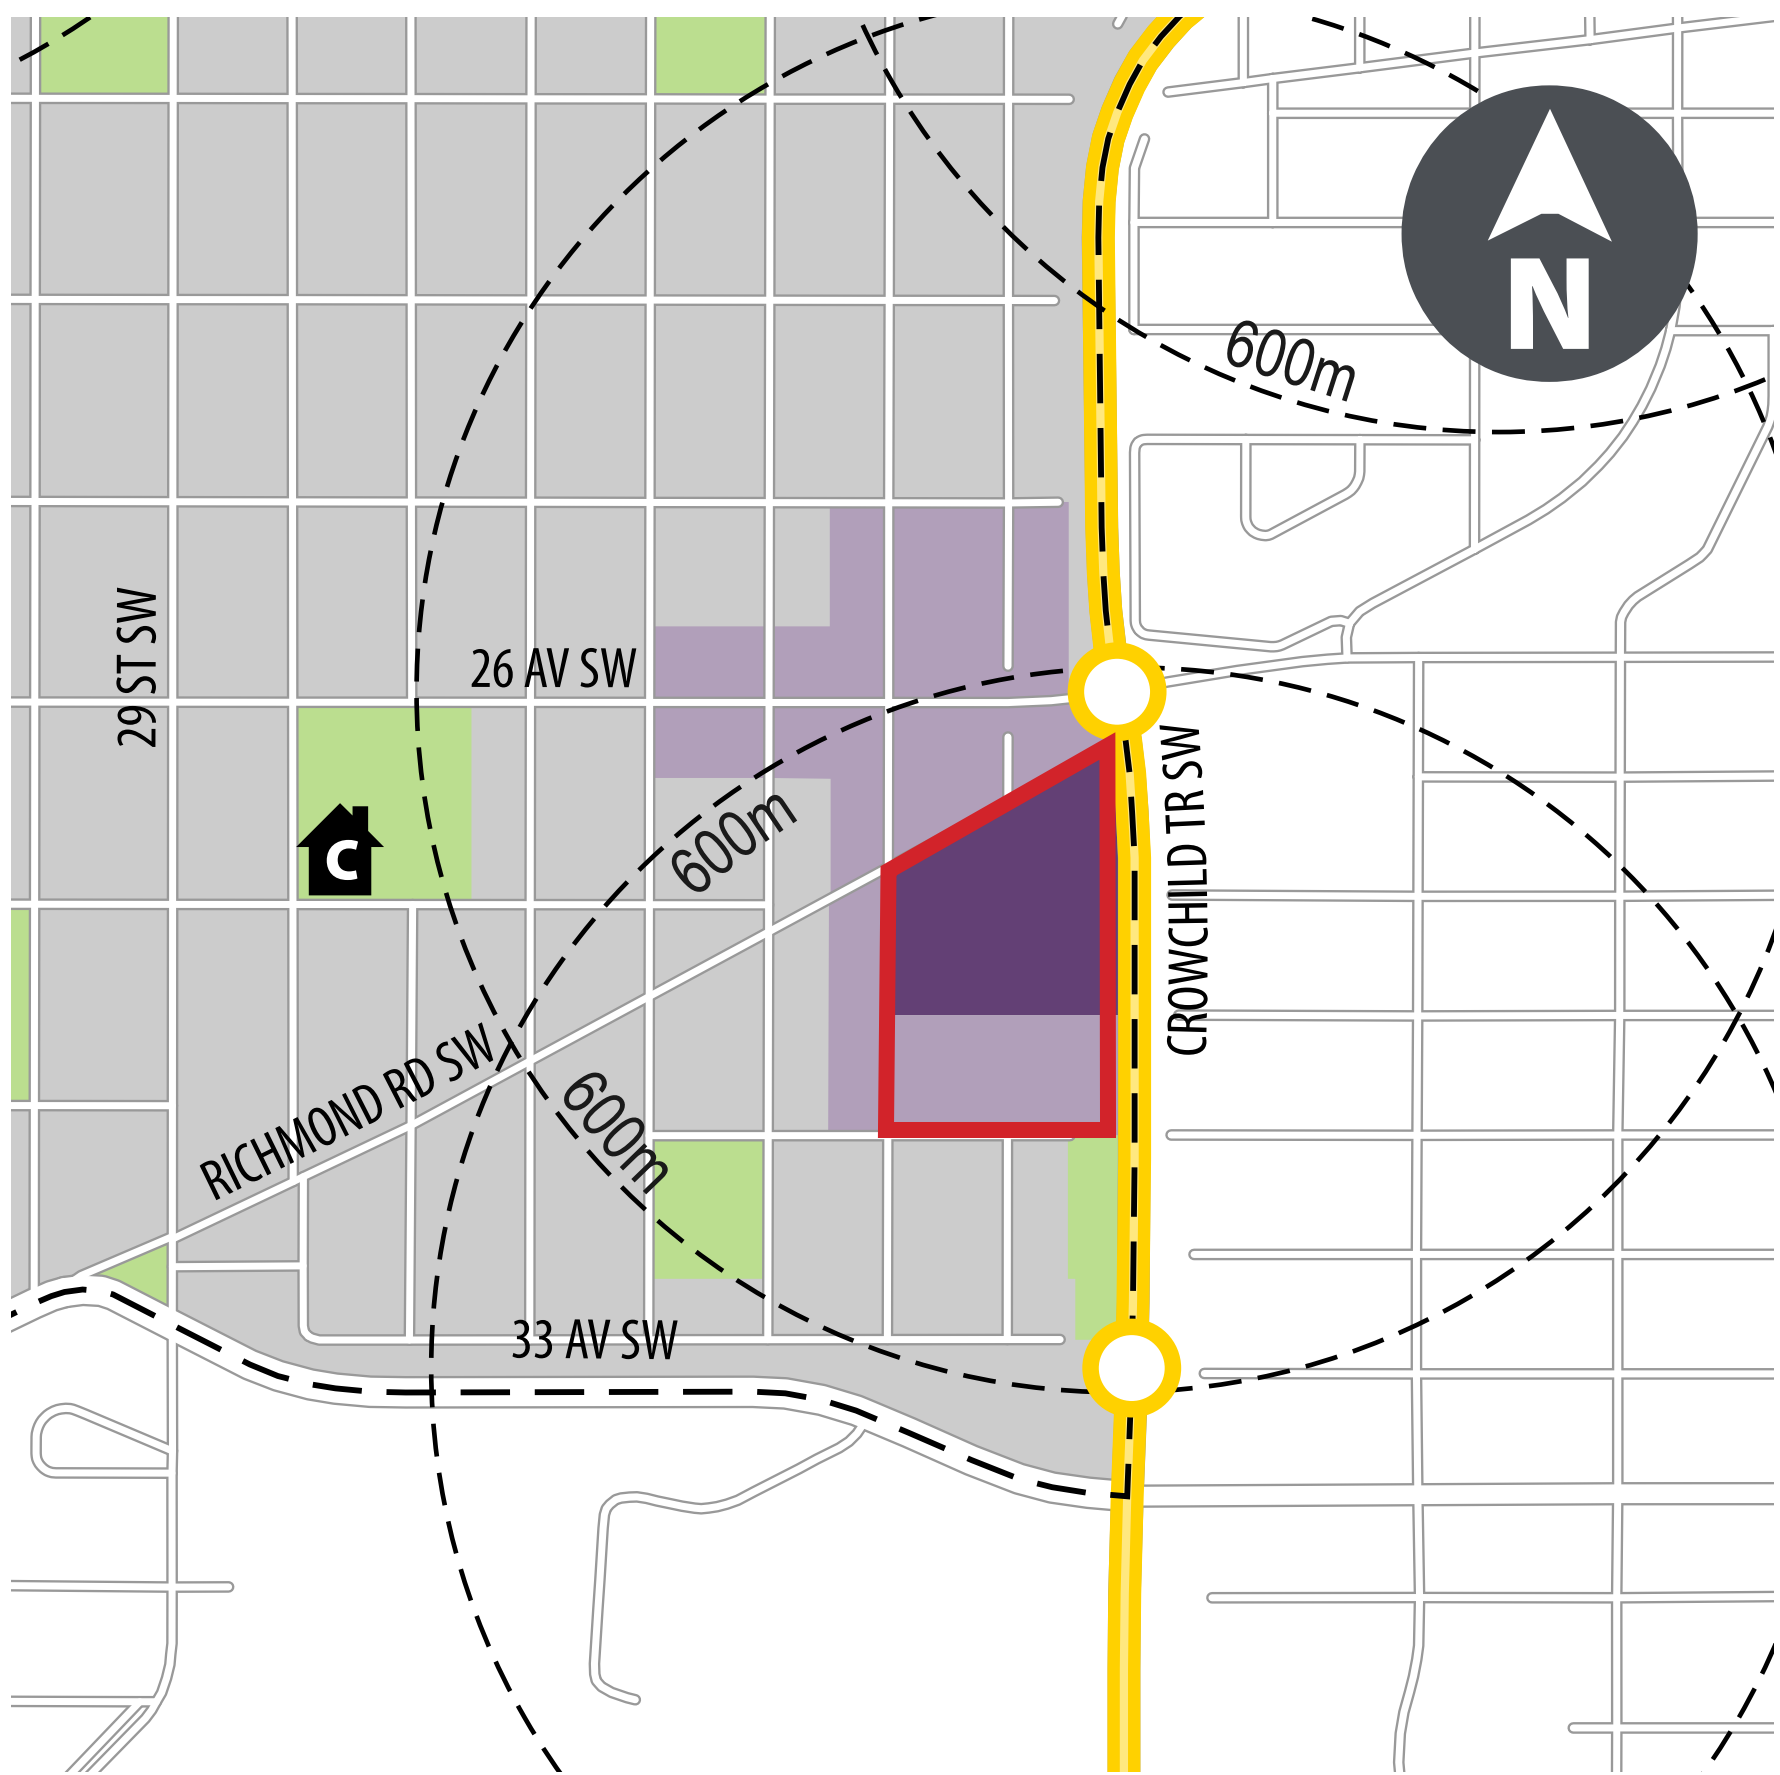 N
600m
29 ST SW
26 AV SW
CROWCHILD TR SW
600m
C
RICHMOND RD SW
600m
33 AV SW